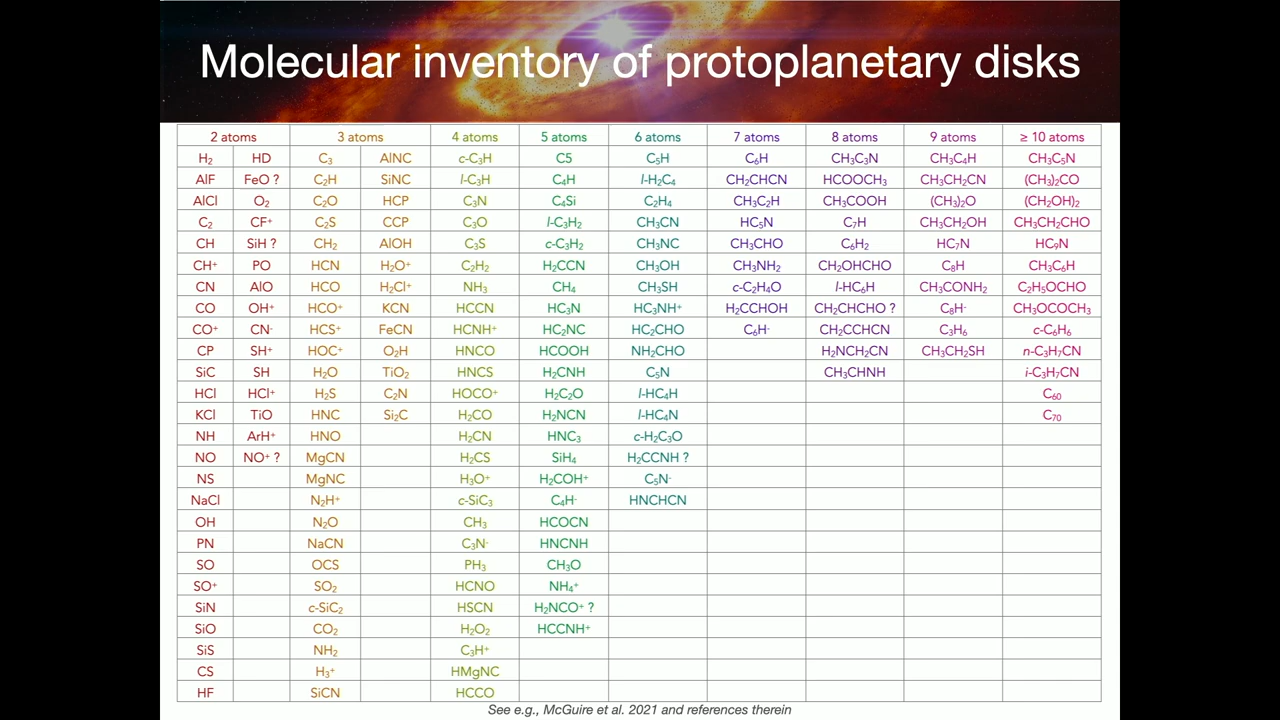 Molecular inventory of protoplanetary disks
2 atoms 3 atoms 4 atoms 5 atoms 6 atoms 7 atoms 8 atoms 9 atoms ≥ 10 atoms
H₂ HD C₃ AlNC c-C₃H C5 C₅H C₆H CH₃C₃N CH₃C₄H CH₃C₅N
AlF FeO ? C₂H SiNC l-C₃H C₄H l-H₂C₄ CH₂CHCN HCOOCH₃ CH₃CH₂CN (CH₃)₂CO
AlCl O₂ C₂O HCP C₃N C₄Si C₂H₄ CH₃C₂H CH₃COOH (CH₃)₂O (CH₂OH)₂
C₂ CF⁺ C₂S CCP C₃O l-C₃H₂ CH₃CN HC₅N C₇H CH₃CH₂OH CH₃CH₂CHO
CH SiH ? CH₂ AlOH C₃S c-C₃H₂ CH₃NC CH₃CHO C₆H₂ HC₇N HC₉N
CH⁺ PO HCN H₂O⁺ C₂H₂ H₂CCN CH₃OH CH₃NH₂ CH₂OHCHO C₈H CH₃C₆H
CN AlO HCO H₂Cl⁺ NH₃ CH₄ CH₃SH c-C₂H₄O l-HC₆H CH₃CONH₂ C₂H₅OCHO
CO OH⁺ HCO⁺ KCN HCCN HC₃N HC₃NH⁺ H₂CCHOH CH₂CHCHO ? C₈H⁻ CH₃OCOCH₃
CO⁺ CN⁻ HCS⁺ FeCN HCNH⁺ HC₂NC HC₂CHO C₆H⁻ CH₂CCHCN C₃H₆ c-C₆H₆
CP SH⁺ HOC⁺ O₂H HNCO HCOOH NH₂CHO H₂NCH₂CN CH₃CH₂SH n-C₃H₇CN
SiC SH H₂O TiO₂ HNCS H₂CNH C₅N CH₃CHNH i-C₃H₇CN
HCl HCl⁺ H₂S C₂N HOCO⁺ H₂C₂O l-HC₄H C₆₀
KCl TiO HNC Si₂C H₂CO H₂NCN l-HC₄N C₇₀
NH ArH⁺ HNO H₂CN HNC₃ c-H₂C₃O
NO NO⁺ ? MgCN H₂CS SiH₄ H₂CCNH ?
NS MgNC H₃O⁺ H₂COH⁺ C₅N⁻
NaCl N₂H⁺ c-SiC₃ C₄H⁻ HNCHCN
OH N₂O CH₃ HCOCN
PN NaCN C₃N⁻ HNCNH
SO OCS PH₃ CH₃O
SO⁺ SO₂ HCNO NH₄⁺
SiN c-SiC₂ HSCN H₂NCO⁺ ?
SiO CO₂ H₂O₂ HCCNH⁺
SiS NH₂ C₃H⁺
CS H₃⁺ HMgNC
HF SiCN HCCO
See e.g., McGuire et al. 2021 and references therein